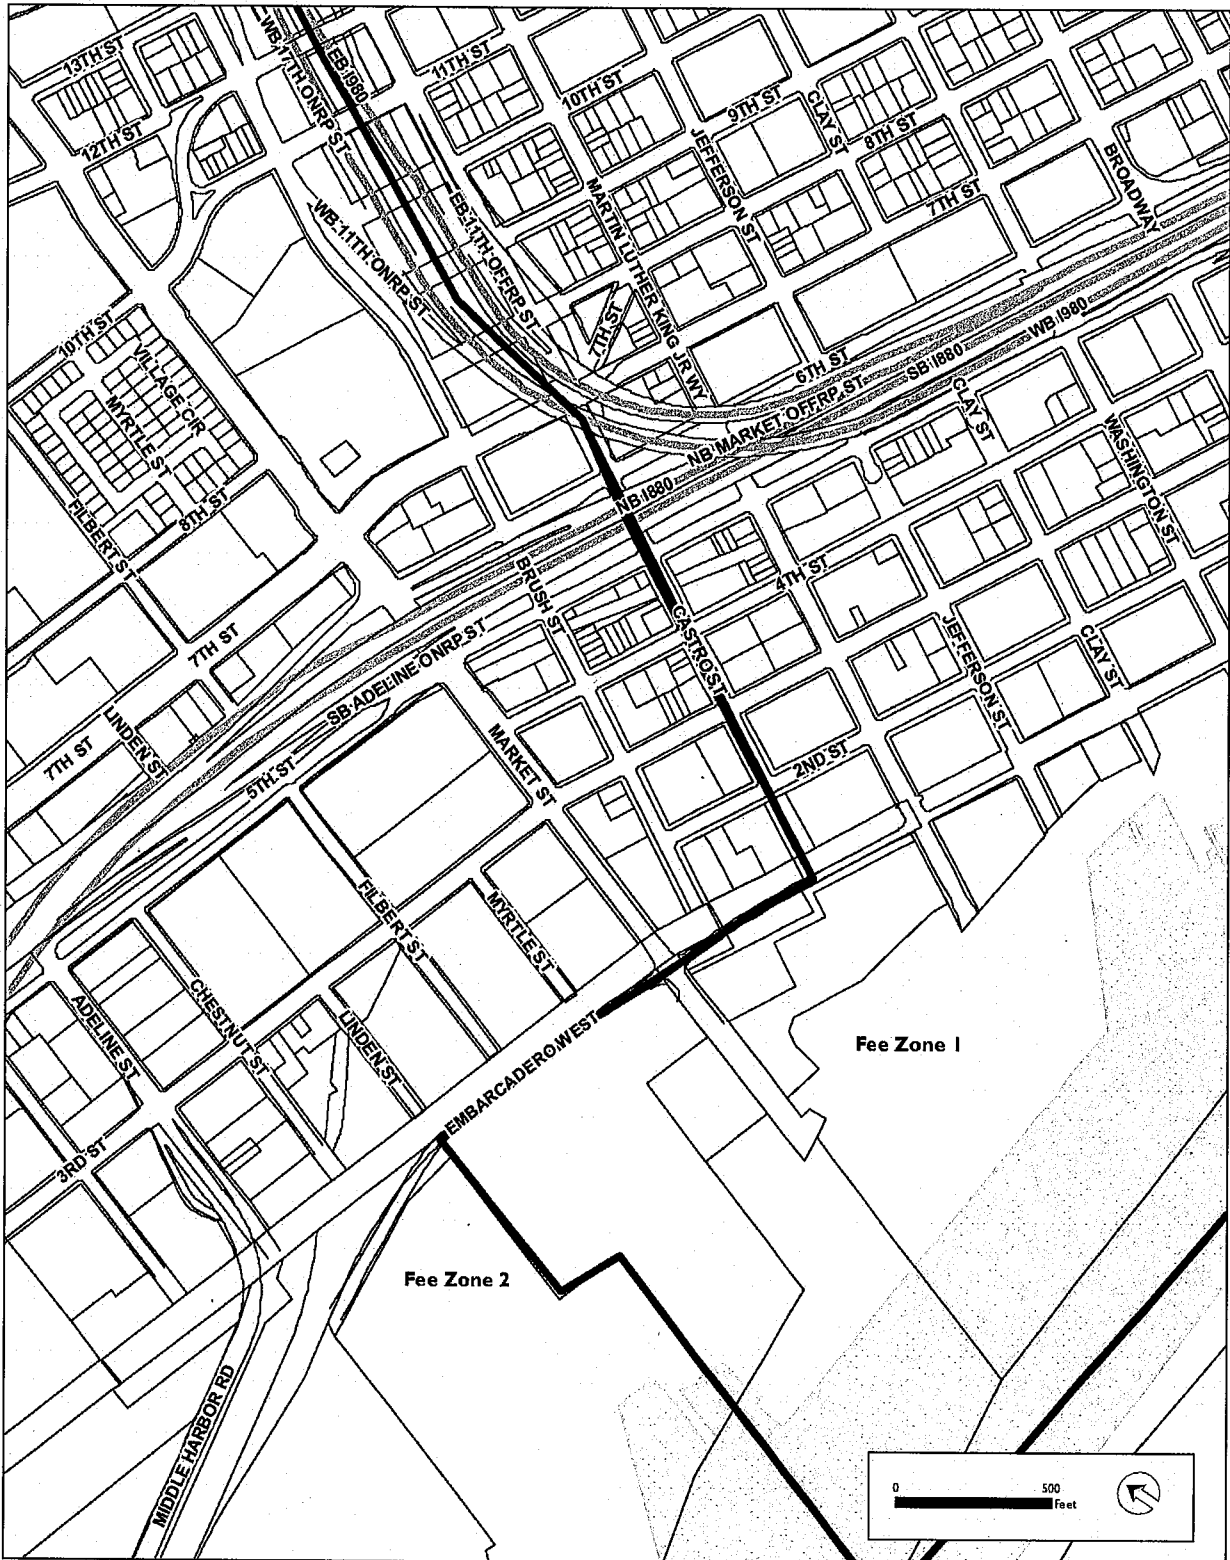 13TH ST
12TH ST
WB 17TH ONRP ST
EB I980
11TH ST
10TH ST
9TH ST
CLAY ST
8TH ST
JEFFERSON ST
7TH ST
BROADWAY
MARTIN LUTHER KING JR WY
EB 11TH OFFRP ST
WB 11TH ONRP ST
7TH ST
10TH ST
VILLAGE CIR
MYRTLE ST
FILBERT ST
8TH ST
6TH ST
NB MARKET OFFRP ST
SB I880
WB I980
CLAY ST
WASHINGTON ST
NB I880
BRUSH ST
4TH ST
CASTRO ST
JEFFERSON ST
CLAY ST
7TH ST
SB ADELINE ONRP ST
LINDEN ST
7TH ST
5TH ST
MARKET ST
2ND ST
FILBERT ST
MYRTLE ST
CHESTNUT ST
ADELINE ST
LINDEN ST
EMBARCADERO WEST
Fee Zone 1
3RD ST
Fee Zone 2
MIDDLE HARBOR RD
0 500
Feet